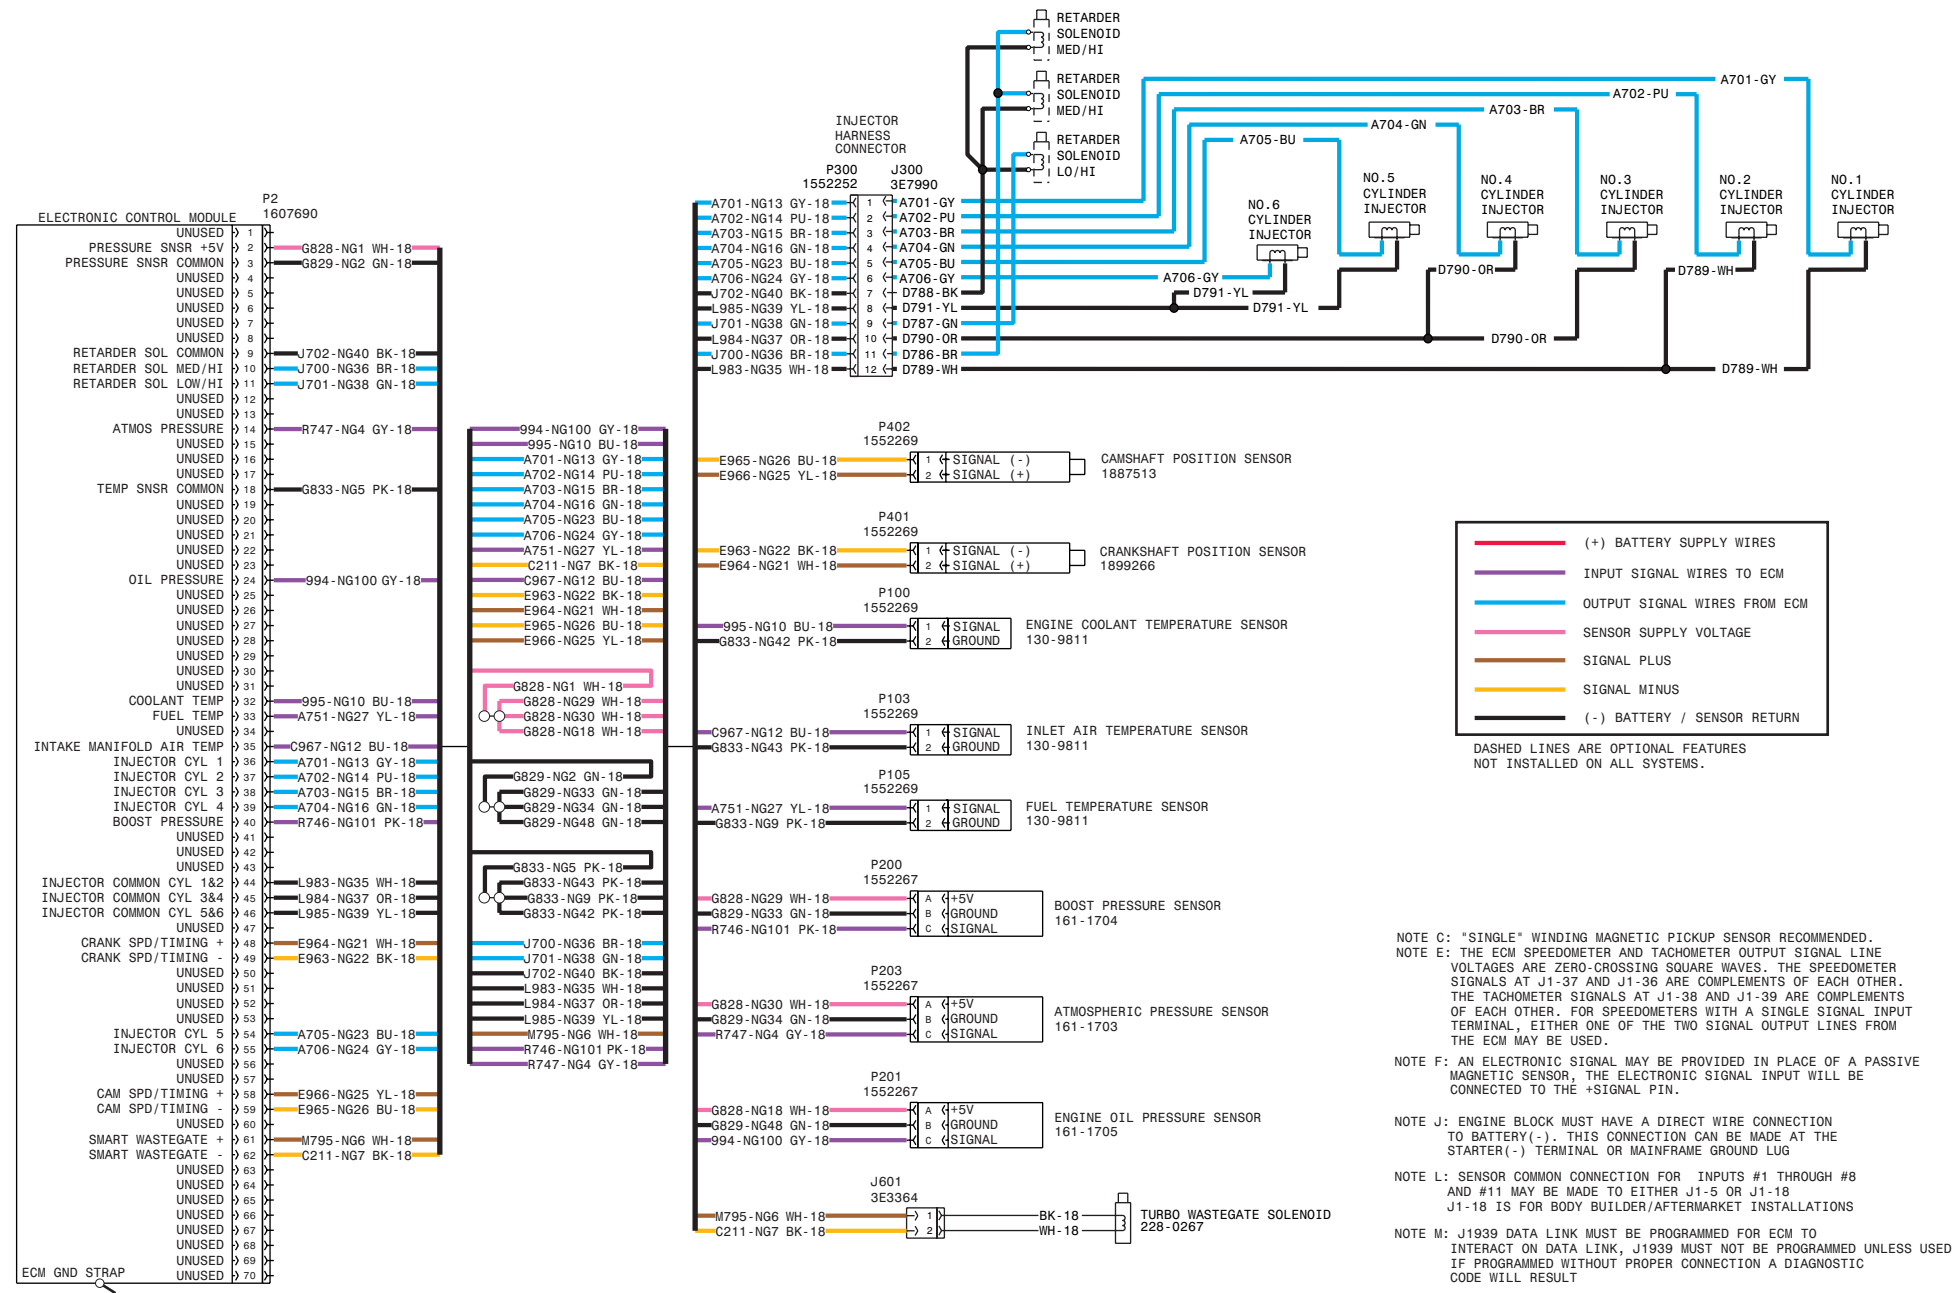 RETARDER
SOLENOID
MED/HI
RETARDER
SOLENOID
MED/HI
RETARDER
SOLENOID
LO/HI
A701-GY
A702-PU
A703-BR
A704-GN
A705-BU
INJECTOR
HARNESS
CONNECTOR
P300
1552252
J300
3E7990
NO.6
CYLINDER
INJECTOR
NO.5
CYLINDER
INJECTOR
NO.4
CYLINDER
INJECTOR
NO.3
CYLINDER
INJECTOR
NO.2
CYLINDER
INJECTOR
NO.1
CYLINDER
INJECTOR
A701-NG13 GY-18 1 A701-GY
A702-NG14 PU-18 2 A702-PU
A703-NG15 BR-18 3 A703-BR
A704-NG16 GN-18 4 A704-GN
A705-NG23 BU-18 5 A705-BU
A706-NG24 GY-18 6 A706-GY
J702-NG40 BK-18 7 D788-BK
L985-NG39 YL-18 8 D791-YL
J701-NG38 GN-18 9 D787-GN
L984-NG37 OR-18 10 D790-OR
J700-NG36 BR-18 11 D786-BR
L983-NG35 WH-18 12 D789-WH
A706-GY
D791-YL
D791-YL
D790-OR
D790-OR
D789-WH
D789-WH
P2
1607690
ELECTRONIC CONTROL MODULE
UNUSED 1
PRESSURE SNSR +5V 2 G828-NG1 WH-18
PRESSURE SNSR COMMON 3 G829-NG2 GN-18
UNUSED 4
UNUSED 5
UNUSED 6
UNUSED 7
UNUSED 8
RETARDER SOL COMMON 9 J702-NG40 BK-18
RETARDER SOL MED/HI 10 J700-NG36 BR-18
RETARDER SOL LOW/HI 11 J701-NG38 GN-18
UNUSED 12
UNUSED 13
ATMOS PRESSURE 14 R747-NG4 GY-18
UNUSED 15
UNUSED 16
UNUSED 17
TEMP SNSR COMMON 18 G833-NG5 PK-18
UNUSED 19
UNUSED 20
UNUSED 21
UNUSED 22
UNUSED 23
OIL PRESSURE 24 994-NG100 GY-18
UNUSED 25
UNUSED 26
UNUSED 27
UNUSED 28
UNUSED 29
UNUSED 30
UNUSED 31
COOLANT TEMP 32 995-NG10 BU-18
FUEL TEMP 33 A751-NG27 YL-18
UNUSED 34
INTAKE MANIFOLD AIR TEMP 35 C967-NG12 BU-18
INJECTOR CYL 1 36 A701-NG13 GY-18
INJECTOR CYL 2 37 A702-NG14 PU-18
INJECTOR CYL 3 38 A703-NG15 BR-18
INJECTOR CYL 4 39 A704-NG16 GN-18
BOOST PRESSURE 40 R746-NG101 PK-18
UNUSED 41
UNUSED 42
UNUSED 43
INJECTOR COMMON CYL 1&2 44 L983-NG35 WH-18
INJECTOR COMMON CYL 3&4 45 L984-NG37 OR-18
INJECTOR COMMON CYL 5&6 46 L985-NG39 YL-18
UNUSED 47
CRANK SPD/TIMING + 48 E964-NG21 WH-18
CRANK SPD/TIMING - 49 E963-NG22 BK-18
UNUSED 50
UNUSED 51
UNUSED 52
UNUSED 53
INJECTOR CYL 5 54 A705-NG23 BU-18
INJECTOR CYL 6 55 A706-NG24 GY-18
UNUSED 56
UNUSED 57
CAM SPD/TIMING + 58 E966-NG25 YL-18
CAM SPD/TIMING - 59 E965-NG26 BU-18
UNUSED 60
SMART WASTEGATE + 61 M795-NG6 WH-18
SMART WASTEGATE - 62 C211-NG7 BK-18
UNUSED 63
UNUSED 64
UNUSED 65
UNUSED 66
UNUSED 67
UNUSED 68
UNUSED 69
UNUSED 70
ECM GND STRAP
994-NG100 GY-18
995-NG10 BU-18
A701-NG13 GY-18
A702-NG14 PU-18
A703-NG15 BR-18
A704-NG16 GN-18
A705-NG23 BU-18
A706-NG24 GY-18
A751-NG27 YL-18
C211-NG7 BK-18
C967-NG12 BU-18
E963-NG22 BK-18
E964-NG21 WH-18
E965-NG26 BU-18
E966-NG25 YL-18
G828-NG1 WH-18
G828-NG29 WH-18
G828-NG30 WH-18
G828-NG18 WH-18
G829-NG2 GN-18
G829-NG33 GN-18
G829-NG34 GN-18
G829-NG48 GN-18
G833-NG5 PK-18
G833-NG43 PK-18
G833-NG9 PK-18
G833-NG42 PK-18
J700-NG36 BR-18
J701-NG38 GN-18
J702-NG40 BK-18
L983-NG35 WH-18
L984-NG37 OR-18
L985-NG39 YL-18
M795-NG6 WH-18
R746-NG101 PK-18
R747-NG4 GY-18
P402
1552269
E965-NG26 BU-18 1 SIGNAL (-)
E966-NG25 YL-18 2 SIGNAL (+)
CAMSHAFT POSITION SENSOR
1887513
P401
1552269
E963-NG22 BK-18 1 SIGNAL (-)
E964-NG21 WH-18 2 SIGNAL (+)
CRANKSHAFT POSITION SENSOR
1899266
P100
1552269
995-NG10 BU-18 1 SIGNAL
G833-NG42 PK-18 2 GROUND
ENGINE COOLANT TEMPERATURE SENSOR
130-9811
P103
1552269
C967-NG12 BU-18 1 SIGNAL
G833-NG43 PK-18 2 GROUND
INLET AIR TEMPERATURE SENSOR
130-9811
P105
1552269
A751-NG27 YL-18 1 SIGNAL
G833-NG9 PK-18 2 GROUND
FUEL TEMPERATURE SENSOR
130-9811
P200
1552267
G828-NG29 WH-18 A +5V
G829-NG33 GN-18 B GROUND
R746-NG101 PK-18 C SIGNAL
BOOST PRESSURE SENSOR
161-1704
P203
1552267
G828-NG30 WH-18 A +5V
G829-NG34 GN-18 B GROUND
R747-NG4 GY-18 C SIGNAL
ATMOSPHERIC PRESSURE SENSOR
161-1703
P201
1552267
G828-NG18 WH-18 A +5V
G829-NG48 GN-18 B GROUND
994-NG100 GY-18 C SIGNAL
ENGINE OIL PRESSURE SENSOR
161-1705
J601
3E3364
M795-NG6 WH-18 1 BK-18
C211-NG7 BK-18 2 WH-18
TURBO WASTEGATE SOLENOID
228-0267
(+) BATTERY SUPPLY WIRES
INPUT SIGNAL WIRES TO ECM
OUTPUT SIGNAL WIRES FROM ECM
SENSOR SUPPLY VOLTAGE
SIGNAL PLUS
SIGNAL MINUS
(-) BATTERY / SENSOR RETURN
DASHED LINES ARE OPTIONAL FEATURES
NOT INSTALLED ON ALL SYSTEMS.
NOTE C: "SINGLE" WINDING MAGNETIC PICKUP SENSOR RECOMMENDED.
NOTE E: THE ECM SPEEDOMETER AND TACHOMETER OUTPUT SIGNAL LINE
VOLTAGES ARE ZERO-CROSSING SQUARE WAVES. THE SPEEDOMETER
SIGNALS AT J1-37 AND J1-36 ARE COMPLEMENTS OF EACH OTHER.
THE TACHOMETER SIGNALS AT J1-38 AND J1-39 ARE COMPLEMENTS
OF EACH OTHER. FOR SPEEDOMETERS WITH A SINGLE SIGNAL INPUT
TERMINAL, EITHER ONE OF THE TWO SIGNAL OUTPUT LINES FROM
THE ECM MAY BE USED.
NOTE F: AN ELECTRONIC SIGNAL MAY BE PROVIDED IN PLACE OF A PASSIVE
MAGNETIC SENSOR, THE ELECTRONIC SIGNAL INPUT WILL BE
CONNECTED TO THE +SIGNAL PIN.
NOTE J: ENGINE BLOCK MUST HAVE A DIRECT WIRE CONNECTION
TO BATTERY(-). THIS CONNECTION CAN BE MADE AT THE
STARTER(-) TERMINAL OR MAINFRAME GROUND LUG
NOTE L: SENSOR COMMON CONNECTION FOR INPUTS #1 THROUGH #8
AND #11 MAY BE MADE TO EITHER J1-5 OR J1-18
J1-18 IS FOR BODY BUILDER/AFTERMARKET INSTALLATIONS
NOTE M: J1939 DATA LINK MUST BE PROGRAMMED FOR ECM TO
INTERACT ON DATA LINK, J1939 MUST NOT BE PROGRAMMED UNLESS USED
IF PROGRAMMED WITHOUT PROPER CONNECTION A DIAGNOSTIC
CODE WILL RESULT